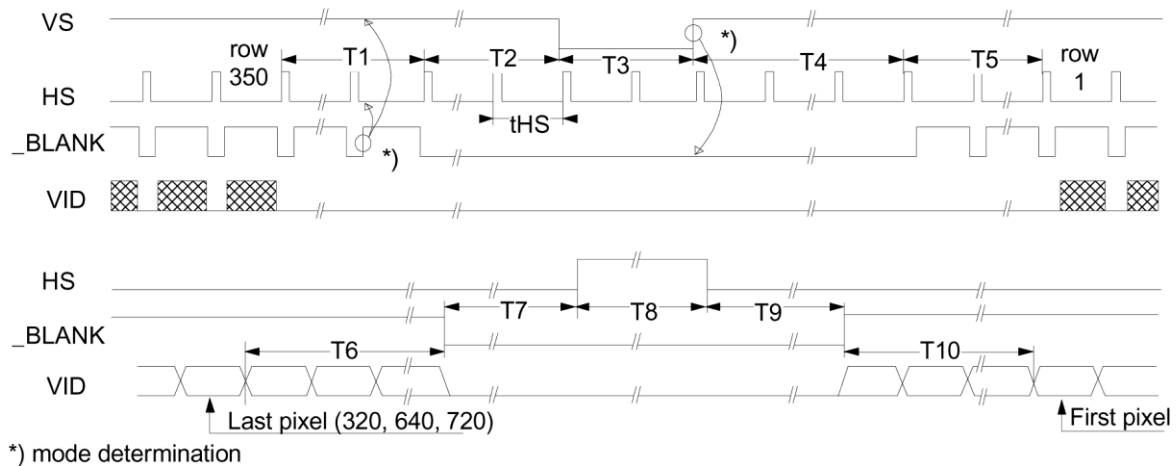 VS
*)
row
350
T1
T2
T3
T4
T5
row
1
HS
tHS
_BLANK
*)
VID
HS
T7
T8
T9
_BLANK
T6
T10
VID
Last pixel (320, 640, 720)
First pixel
*) mode determination